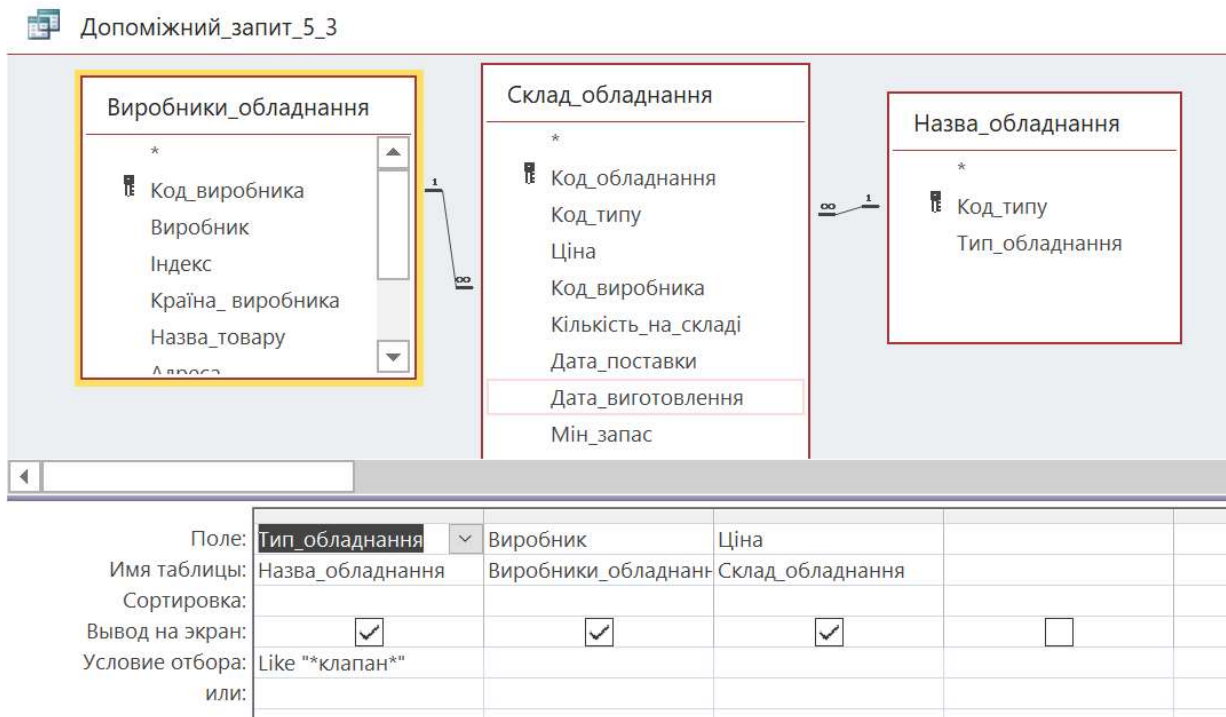 Допоміжний_запит_5_3
Виробники_обладнання
*
Код_виробника
Виробник
Індекс
Країна_ виробника
Назва_товару
Адреса
1
∞
Склад_обладнання
*
Код_обладнання
Код_типу
Ціна
Код_виробника
Кількість_на_складі
Дата_поставки
Дата_виготовлення
Мін_запас
∞ 1
Назва_обладнання
*
Код_типу
Тип_обладнання
Поле: Тип_обладнання Виробник Ціна
Имя таблицы: Назва_обладнання Виробники_обладнанн Склад_обладнання
Сортировка:
Вывод на экран:
Условие отбора: Like "*клапан*"
или: